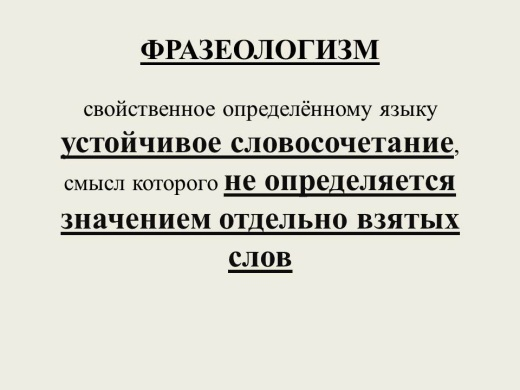 ФРАЗЕОЛОГИЗМ
свойственное определённому языку
устойчивое словосочетание,
смысл которого не определяется
значением отдельно взятых
слов